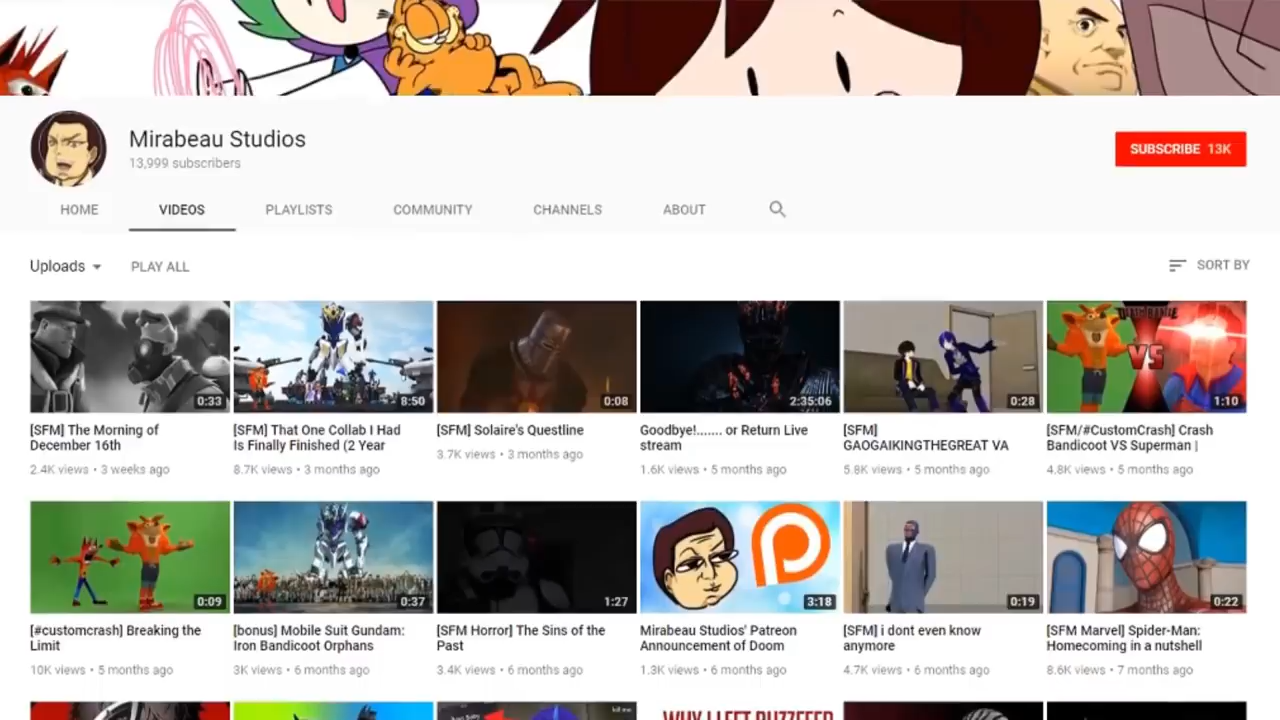 Mirabeau Studios
13,999 subscribers
SUBSCRIBE 13K
HOME VIDEOS PLAYLISTS COMMUNITY CHANNELS ABOUT
Uploads PLAY ALL SORT BY
VS
0:33 8:50 0:08 2:35:06 0:28 1:10
[SFM] The Morning of December 16th
2.4K views • 3 weeks ago
[SFM] That One Collab I Had Is Finally Finished (2 Year
8.7K views • 3 months ago
[SFM] Solaire's Questline
3.7K views • 3 months ago
Goodbye!....... or Return Live stream
1.6K views • 5 months ago
[SFM] GAOGAIKINGTHEGREAT VA
5.8K views • 5 months ago
[SFM/#CustomCrash] Crash Bandicoot VS Superman |
4.8K views • 5 months ago
0:09 0:37 1:27 3:18 0:19 0:22
[#customcrash] Breaking the Limit
10K views • 5 months ago
[bonus] Mobile Suit Gundam: Iron Bandicoot Orphans
3K views • 6 months ago
[SFM Horror] The Sins of the Past
3.4K views • 6 months ago
Mirabeau Studios' Patreon Announcement of Doom
1.3K views • 6 months ago
[SFM] i dont even know anymore
4.7K views • 6 months ago
[SFM Marvel] Spider-Man: Homecoming in a nutshell
8.6K views • 7 months ago
kill me
WHY I LEFT BUZZFEED